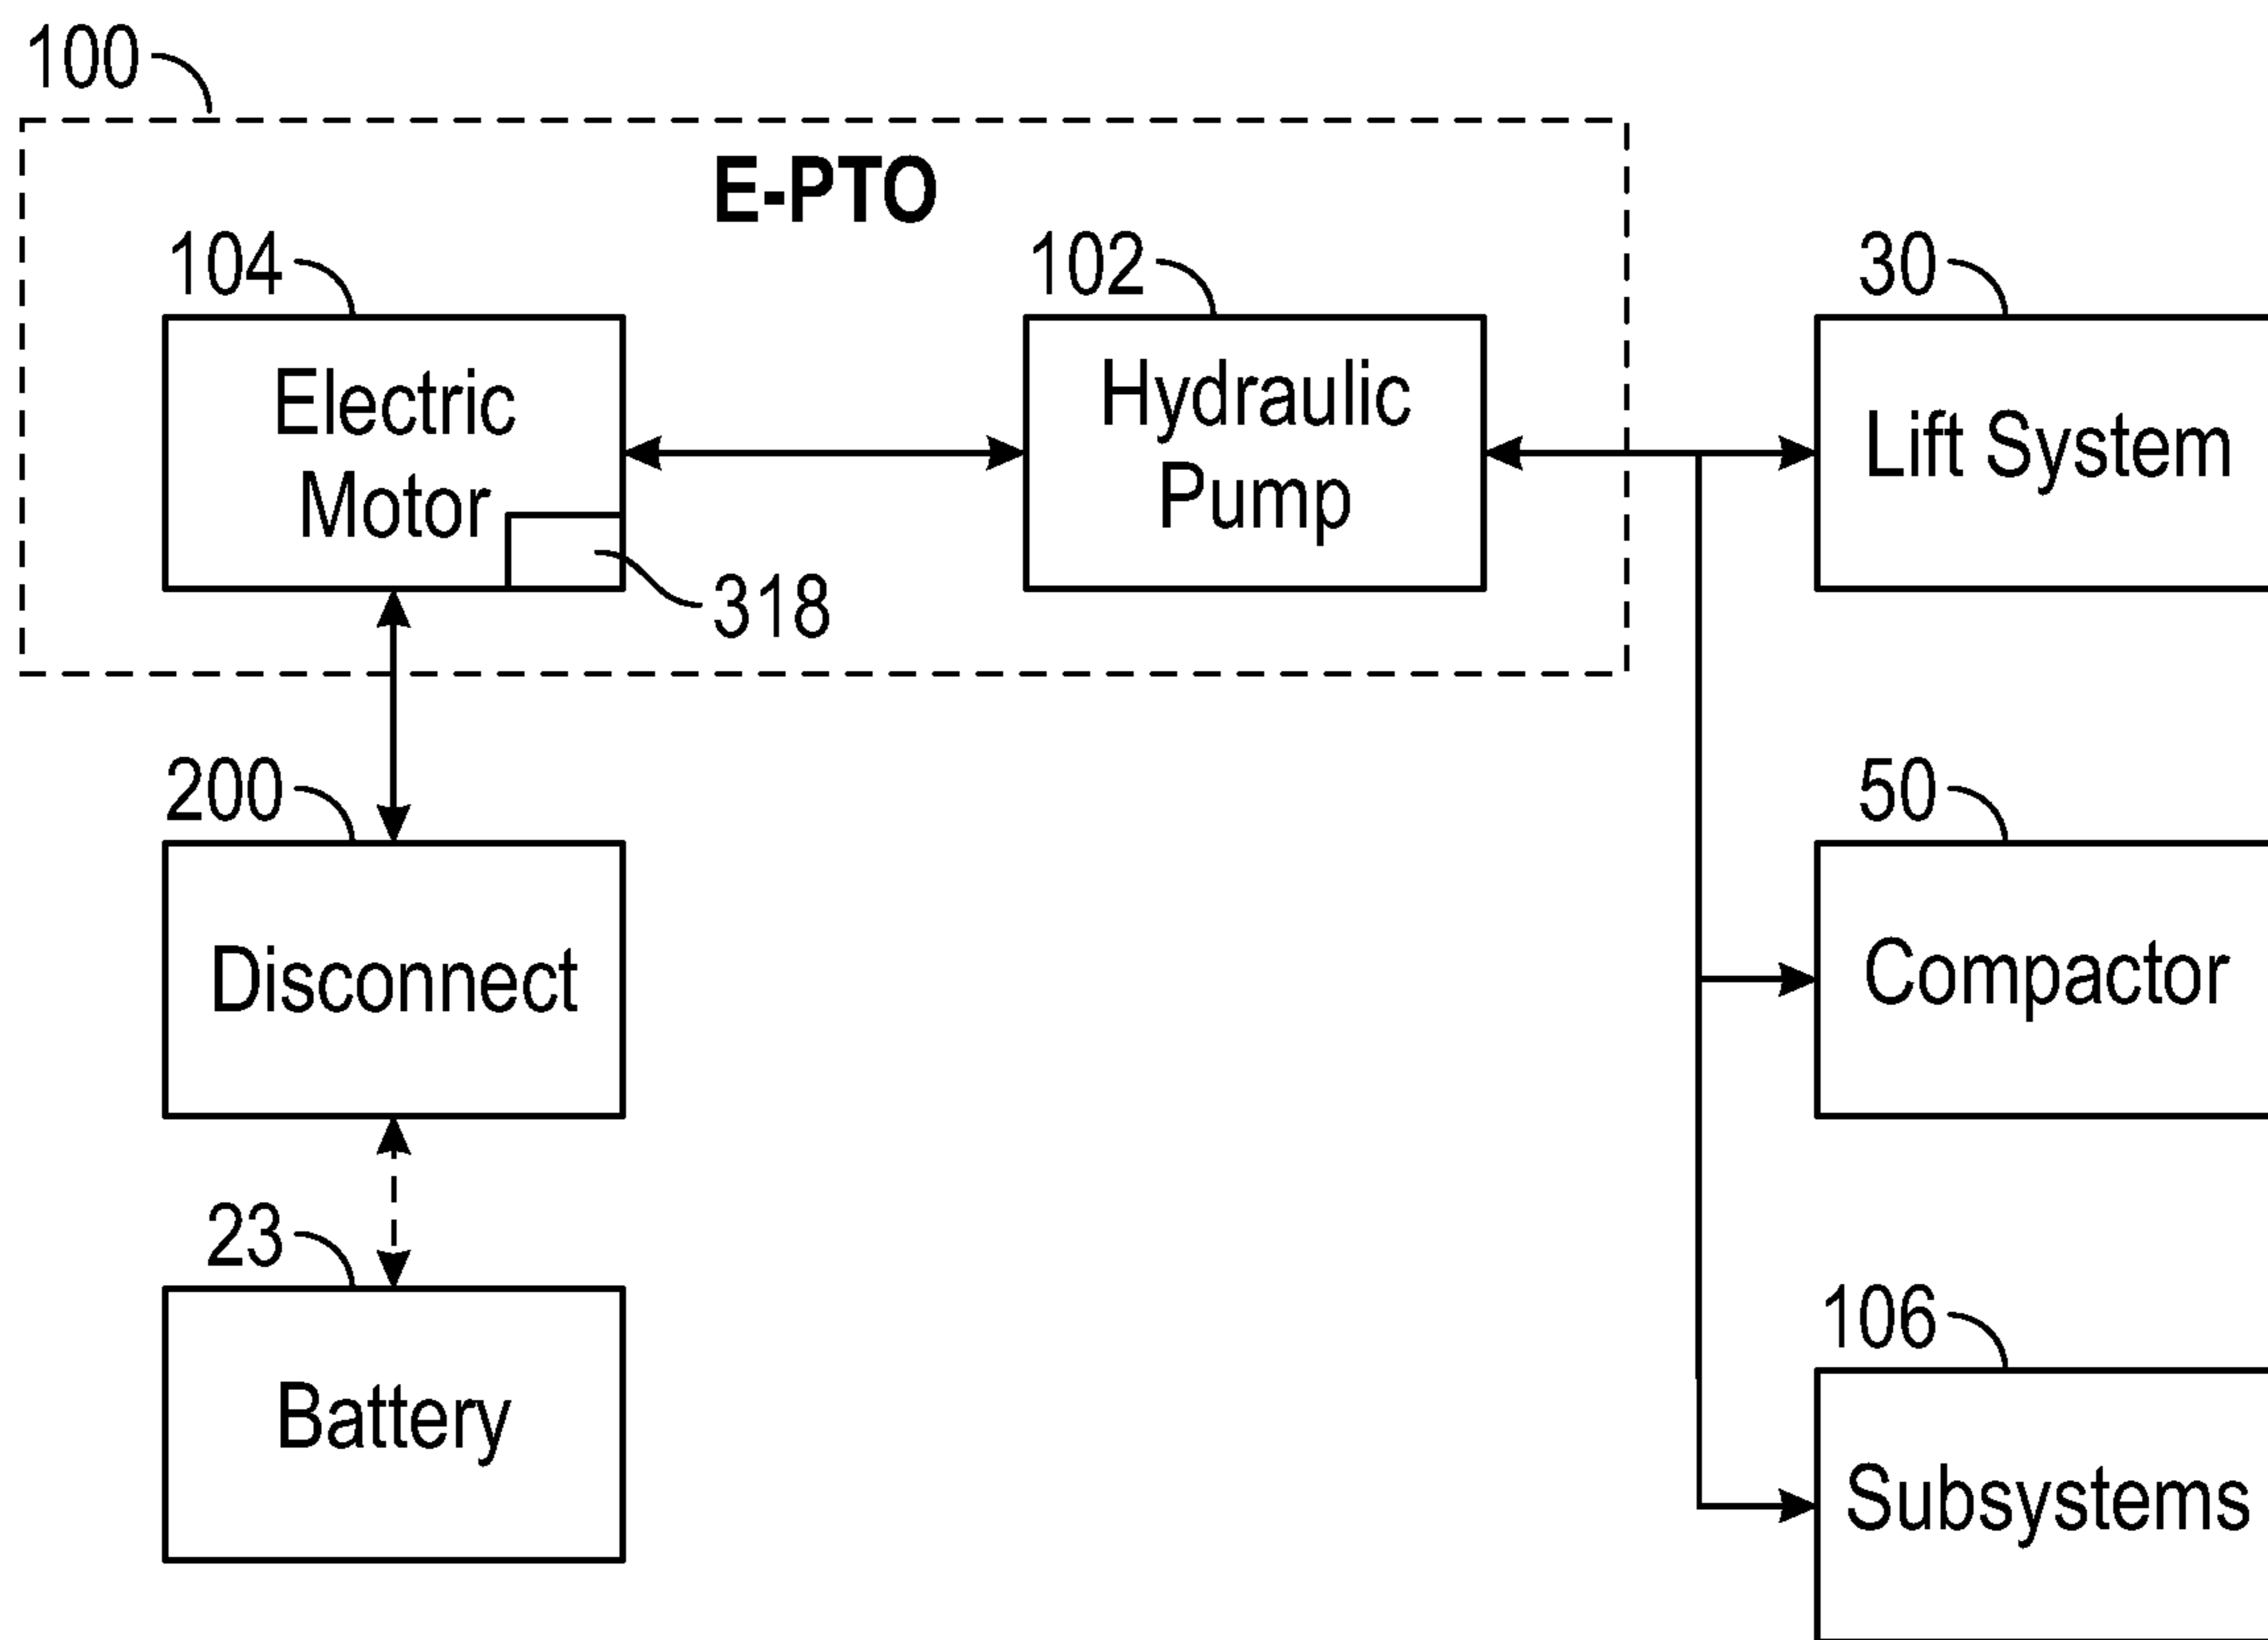 100
E-PTO
104
102
30
Electric
Motor
Hydraulic
Pump
Lift System
318
200
50
Disconnect
Compactor
23
106
Battery
Subsystems